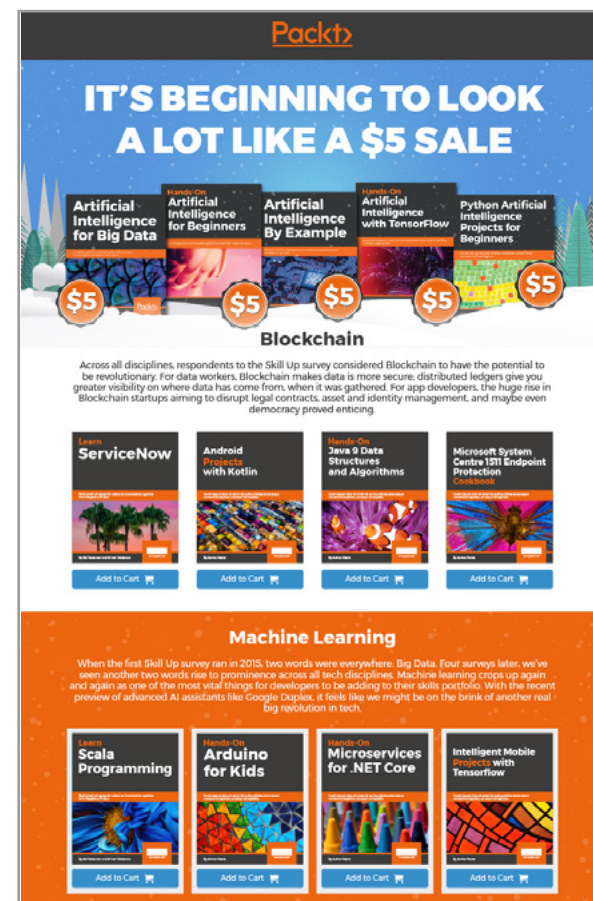 Packt>
IT'S BEGINNING TO LOOK
A LOT LIKE A $5 SALE
Artificial
Intelligence
for Big Data
Packt>
$5
Hands-On
Artificial
Intelligence
for Beginners
$5
Artificial
Intelligence
By Example
$5
Hands-On
Artificial
Intelligence
with TensorFlow
$5
Python Artificial
Intelligence
Projects for
Beginners
$5
Blockchain
Across all disciplines, respondents to the Skill Up survey considered Blockchain to have the potential to
be revolutionary. For data workers, Blockchain makes data is more secure; distributed ledgers give you
greater visibility on where data has come from, when it was gathered. For app developers, the huge rise in
Blockchain startups aiming to disrupt legal contracts, asset and identity management, and maybe even
democracy proved enticing.
Learn
ServiceNow
Add to Cart
Android
Projects
with Kotlin
Add to Cart
Hands-On
Java 9 Data
Structures
and Algorithms
Add to Cart
Microsoft System
Centre 1511 Endpoint
Protection
Cookbook
Add to Cart
Machine Learning
When the first Skill Up survey ran in 2015, two words were everywhere: Big Data. Four surveys later, we've
seen another two words rise to prominence across all tech disciplines. Machine learning crops up again
and again as one of the most vital things for developers to be adding to their skills portfolio. With the recent
preview of advanced AI assistants like Google Duplex, it feels like we might be on the brink of another real
big revolution in tech.
Learn
Scala
Programming
Add to Cart
Hands-On
Arduino
for Kids
Add to Cart
Hands-On
Microservices
for .NET Core
Add to Cart
Intelligent Mobile
Projects with
Tensorflow
Add to Cart